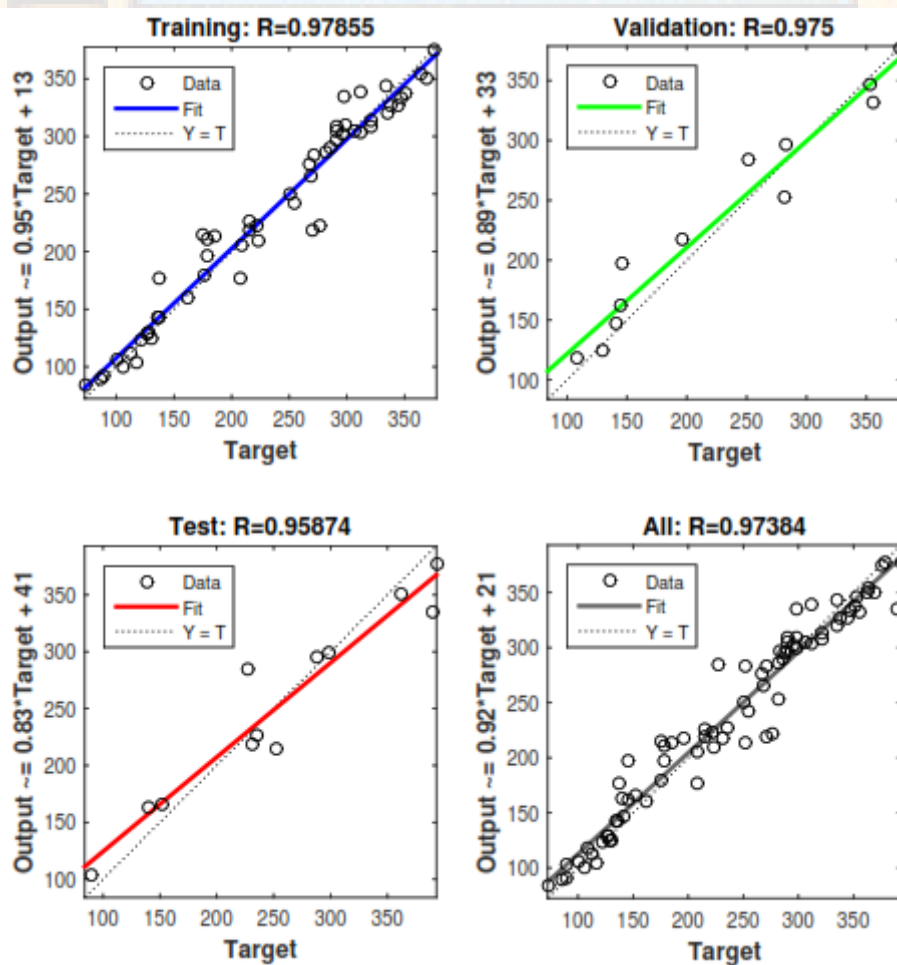 Training: R=0.97855
Output ~= 0.95*Target + 13
350
300
250
200
150
100
Data
Fit
Y = T
100 150 200 250 300 350
Target
Validation: R=0.975
Output ~= 0.89*Target + 33
350
300
250
200
150
100
Data
Fit
Y = T
100 150 200 250 300 350
Target
Test: R=0.95874
Output ~= 0.83*Target + 41
350
300
250
200
150
100
Data
Fit
Y = T
100 150 200 250 300 350
Target
All: R=0.97384
Output ~= 0.92*Target + 21
350
300
250
200
150
100
Data
Fit
Y = T
100 150 200 250 300 350
Target